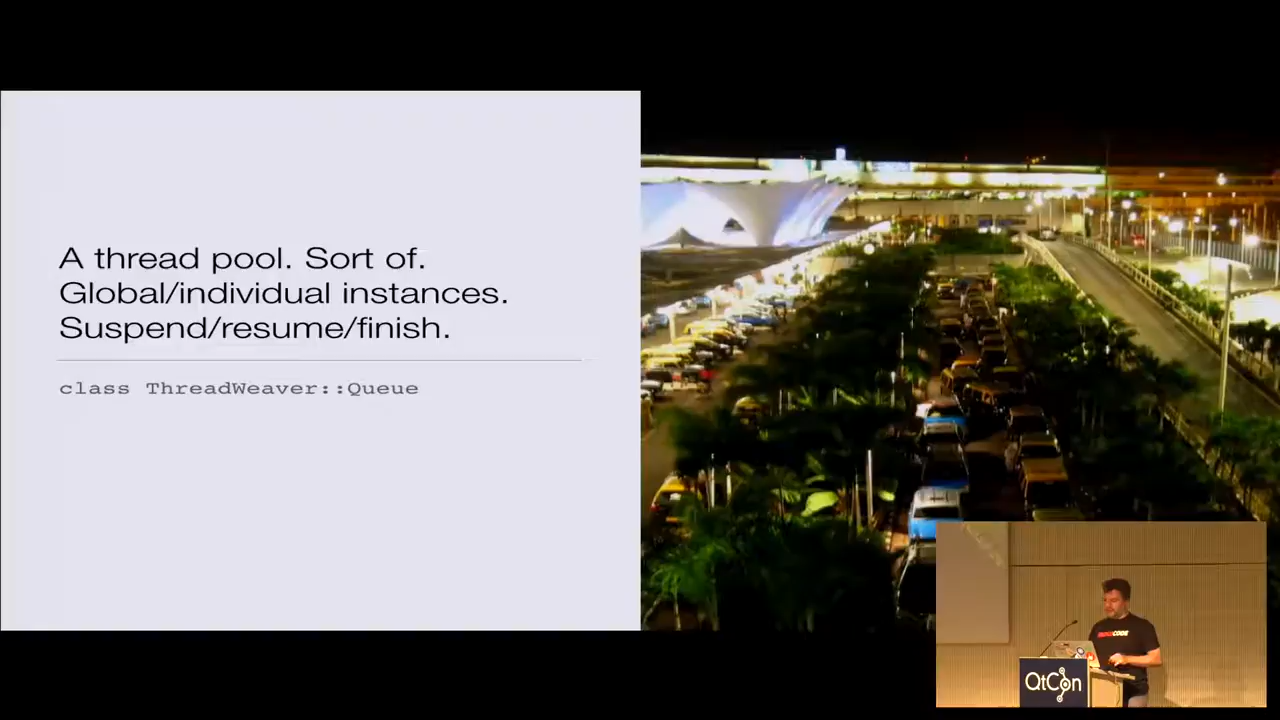 A thread pool. Sort of.
Global/individual instances.
Suspend/resume/finish.
class ThreadWeaver::Queue
QtCon